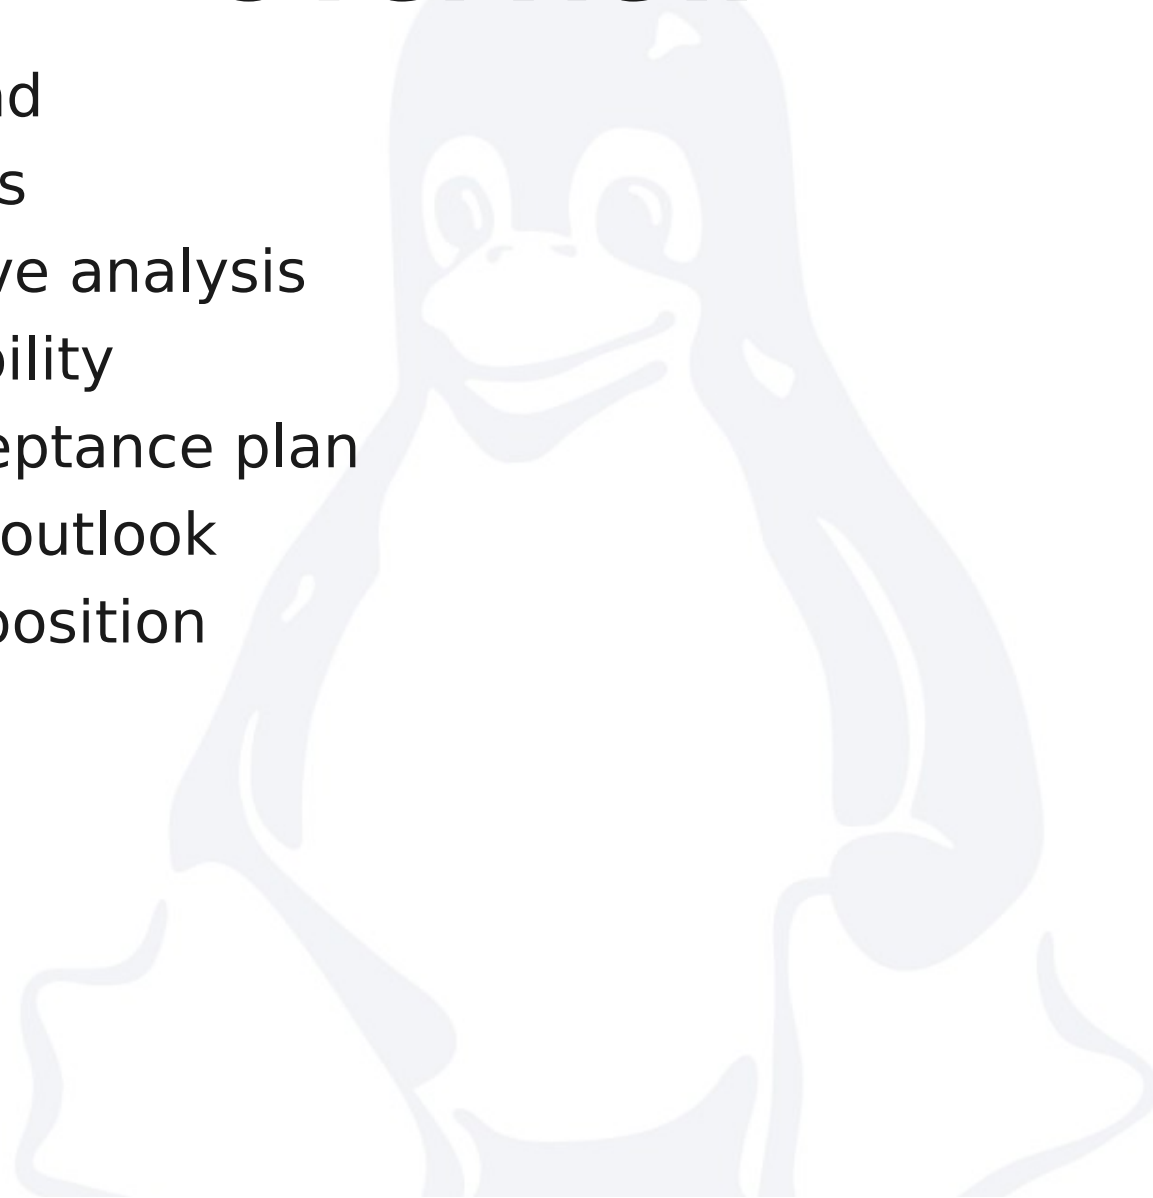 nd
s
ve analysis
bility
eptance plan
outlook
position